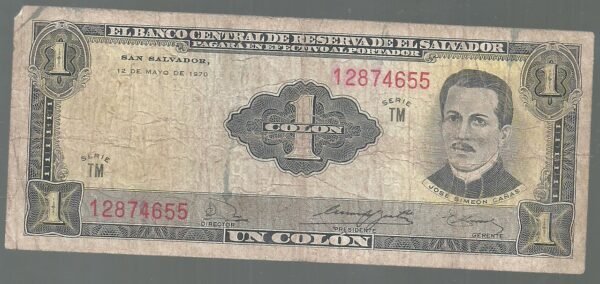 EL BANCO CENTRAL DE RESERVA DE EL SALVADOR
PAGARÁ EN EFECTIVO AL PORTADOR
1
1
SAN SALVADOR,
12 DE MAYO DE 1970
12874655
SERIE
TM
1
COLON
SERIE
TM
JOSE SIMEON CAÑAS
1
12874655
DIRECTOR
PRESIDENTE
GERENTE
1
UN COLON